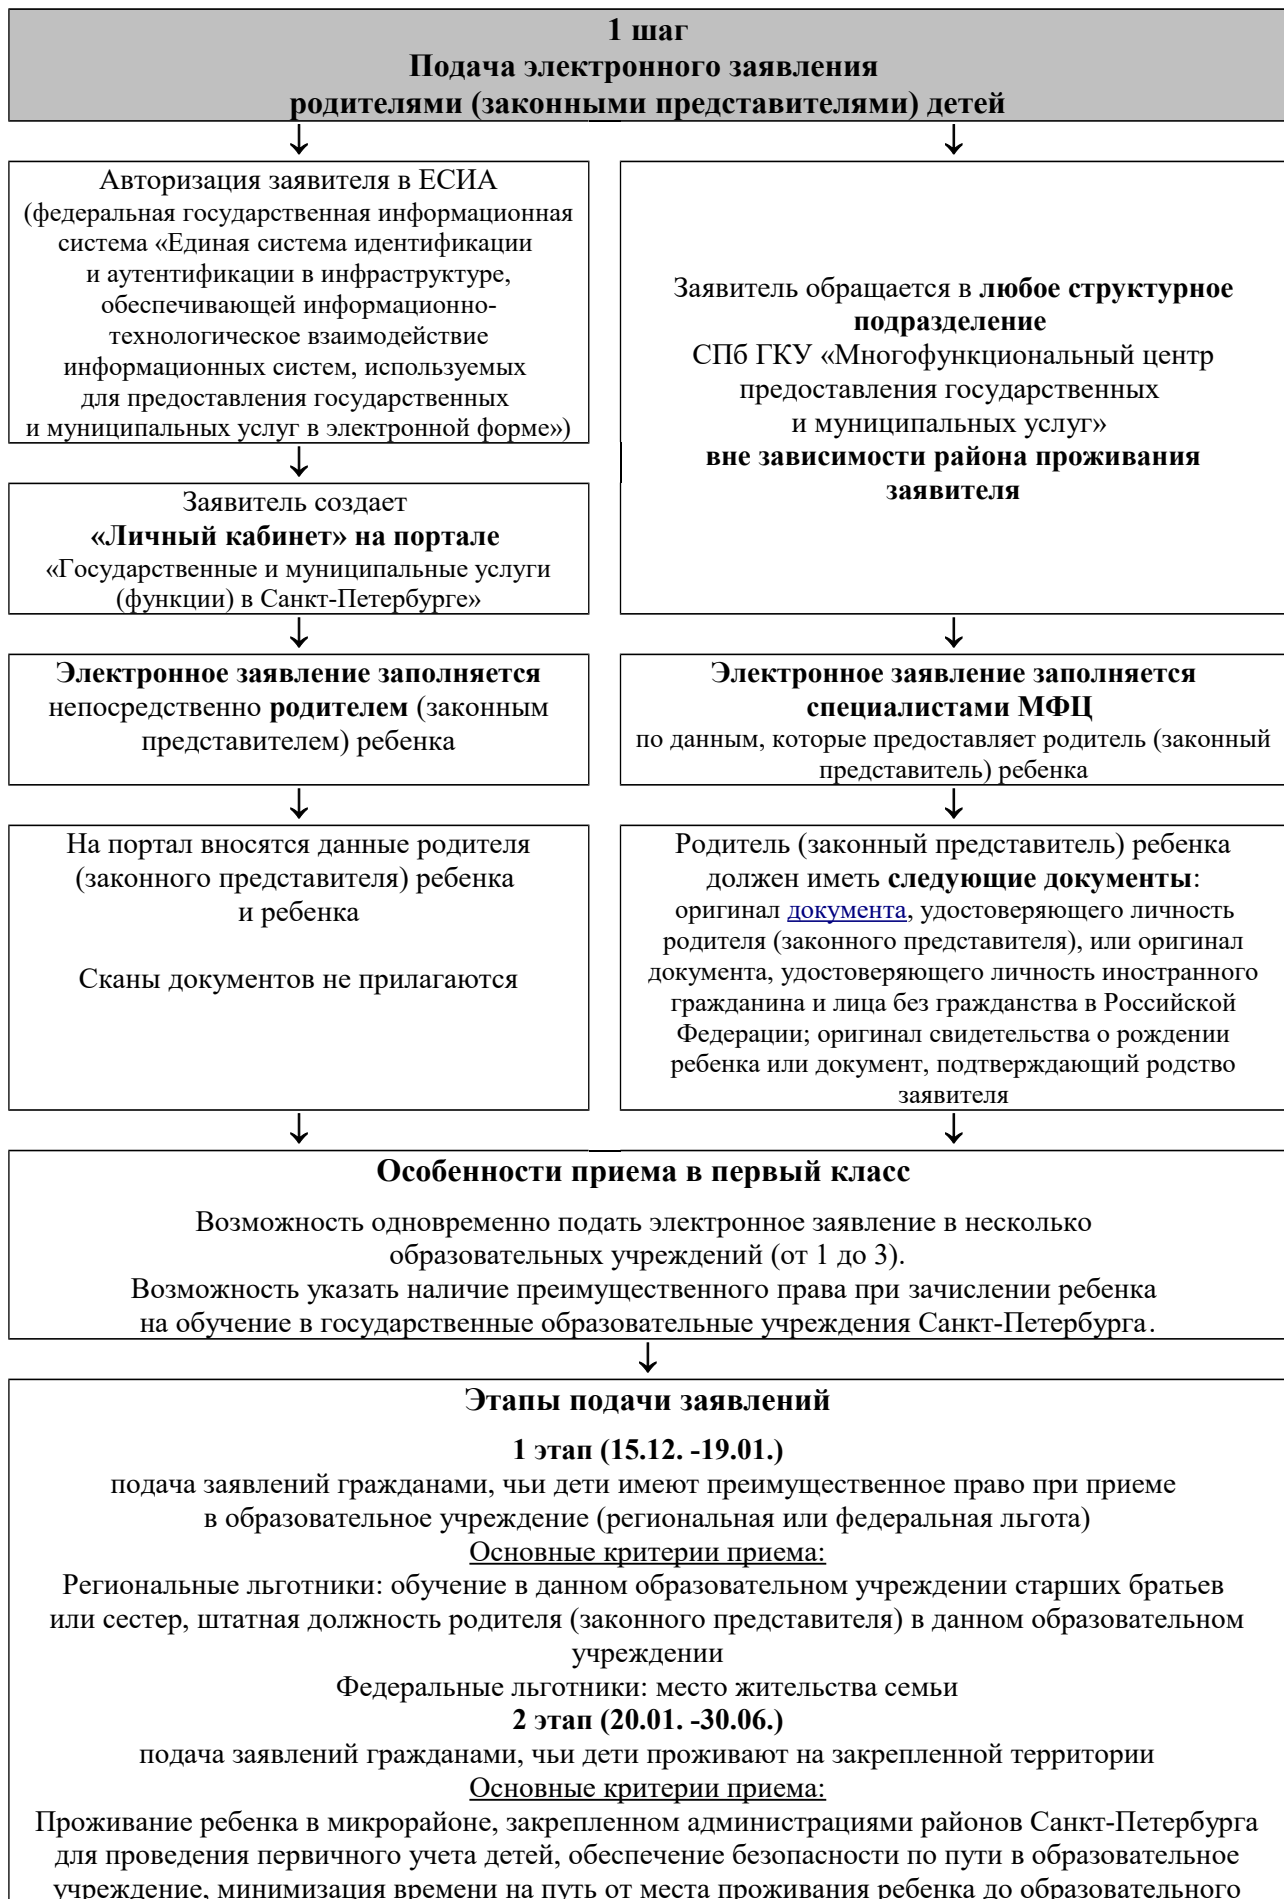 1 шаг
Подача электронного заявления
родителями (законными представителями) детей
↓
↓
Авторизация заявителя в ЕСИА
(федеральная государственная информационная
система «Единая система идентификации
и аутентификации в инфраструктуре,
обеспечивающей информационно-
технологическое взаимодействие
информационных систем, используемых
для предоставления государственных
и муниципальных услуг в электронной форме»)
↓
Заявитель создает
«Личный кабинет» на портале
«Государственные и муниципальные услуги
(функции) в Санкт-Петербурге»
Заявитель обращается в любое структурное
подразделение
СПб ГКУ «Многофункциональный центр
предоставления государственных
и муниципальных услуг»
вне зависимости района проживания
заявителя
↓
↓
Электронное заявление заполняется
непосредственно родителем (законным
представителем) ребенка
Электронное заявление заполняется
специалистами МФЦ
по данным, которые предоставляет родитель (законный
представитель) ребенка
↓
↓
На портал вносятся данные родителя
(законного представителя) ребенка
и ребенка
Сканы документов не прилагаются
Родитель (законный представитель) ребенка
должен иметь следующие документы:
оригинал документа, удостоверяющего личность
родителя (законного представителя), или оригинал
документа, удостоверяющего личность иностранного
гражданина и лица без гражданства в Российской
Федерации; оригинал свидетельства о рождении
ребенка или документ, подтверждающий родство
заявителя
↓
↓
Особенности приема в первый класс
Возможность одновременно подать электронное заявление в несколько
образовательных учреждений (от 1 до 3).
Возможность указать наличие преимущественного права при зачислении ребенка
на обучение в государственные образовательные учреждения Санкт-Петербурга.
↓
Этапы подачи заявлений
1 этап (15.12. -19.01.)
подача заявлений гражданами, чьи дети имеют преимущественное право при приеме
в образовательное учреждение (региональная или федеральная льгота)
Основные критерии приема:
Региональные льготники: обучение в данном образовательном учреждении старших братьев
или сестер, штатная должность родителя (законного представителя) в данном образовательном
учреждении
Федеральные льготники: место жительства семьи
2 этап (20.01. -30.06.)
подача заявлений гражданами, чьи дети проживают на закрепленной территории
Основные критерии приема:
Проживание ребенка в микрорайоне, закрепленном администрациями районов Санкт-Петербурга
для проведения первичного учета детей, обеспечение безопасности по пути в образовательное
учреждение, минимизация времени на путь от места проживания ребенка до образовательного